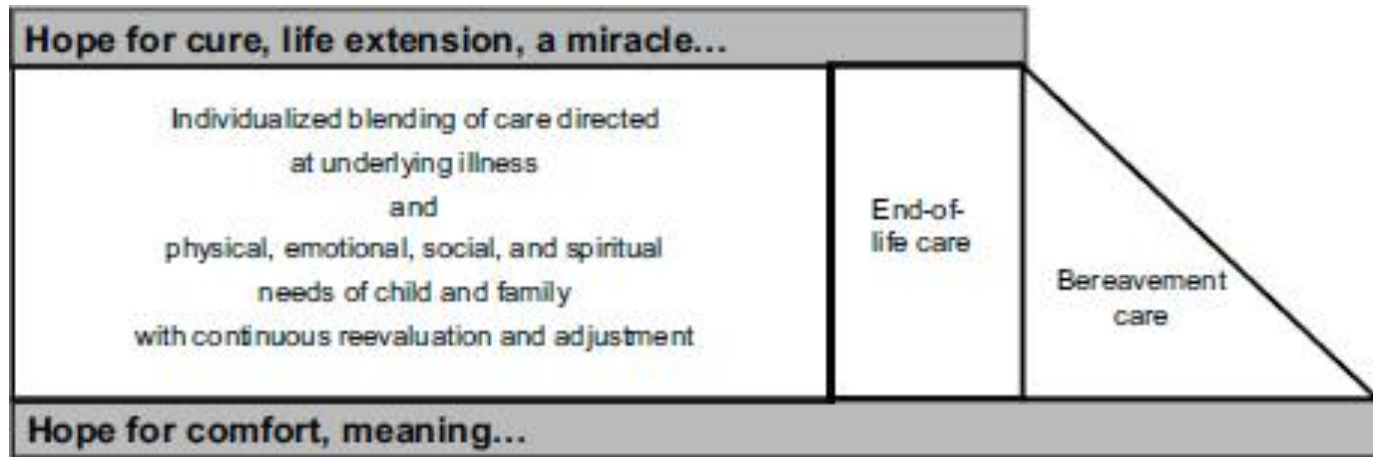 Hope for cure, life extension, a miracle...
Individualized blending of care directed
at underlying illness
and
physical, emotional, social, and spiritual
needs of child and family
with continuous reevaluation and adjustment
End-of-
life care
Bereavement
care
Hope for comfort, meaning...